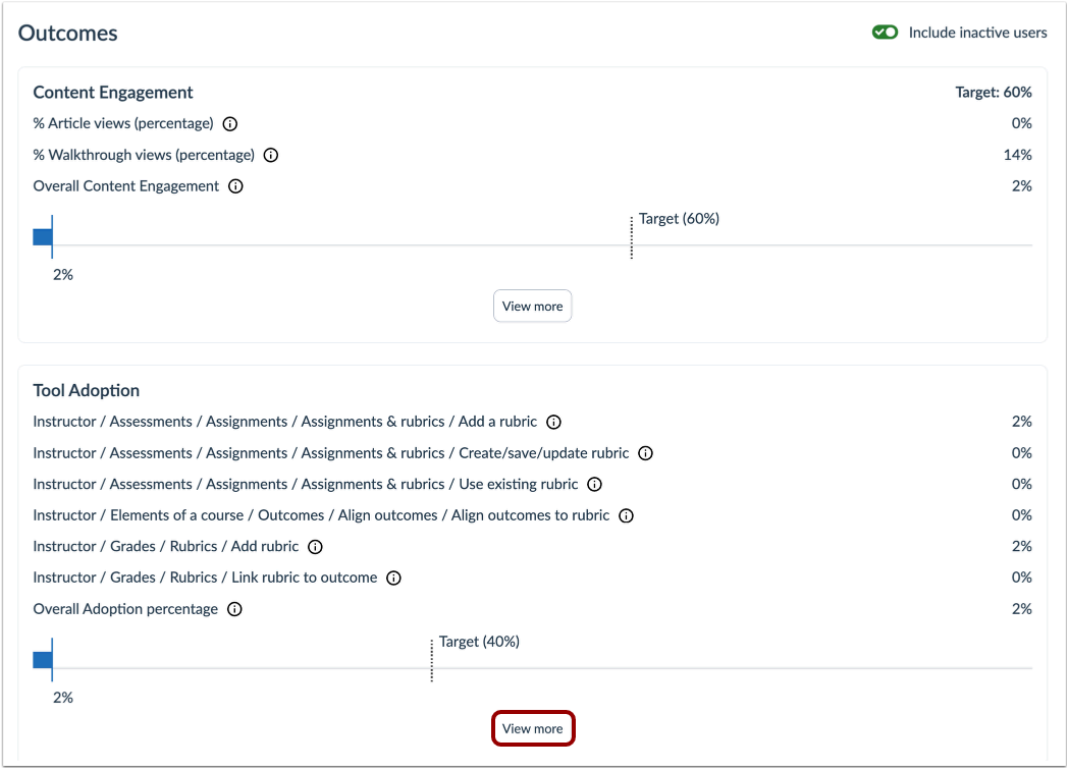 Outcomes
Include inactive users
Content Engagement
Target: 60%
% Article views (percentage)
0%
% Walkthrough views (percentage)
14%
Overall Content Engagement
2%
Target (60%)
2%
View more
Tool Adoption
Instructor / Assessments / Assignments / Assignments & rubrics / Add a rubric
2%
Instructor / Assessments / Assignments / Assignments & rubrics / Create/save/update rubric
0%
Instructor / Assessments / Assignments / Assignments & rubrics / Use existing rubric
0%
Instructor / Elements of a course / Outcomes / Align outcomes / Align outcomes to rubric
0%
Instructor / Grades / Rubrics / Add rubric
2%
Instructor / Grades / Rubrics / Link rubric to outcome
0%
Overall Adoption percentage
2%
Target (40%)
2%
View more